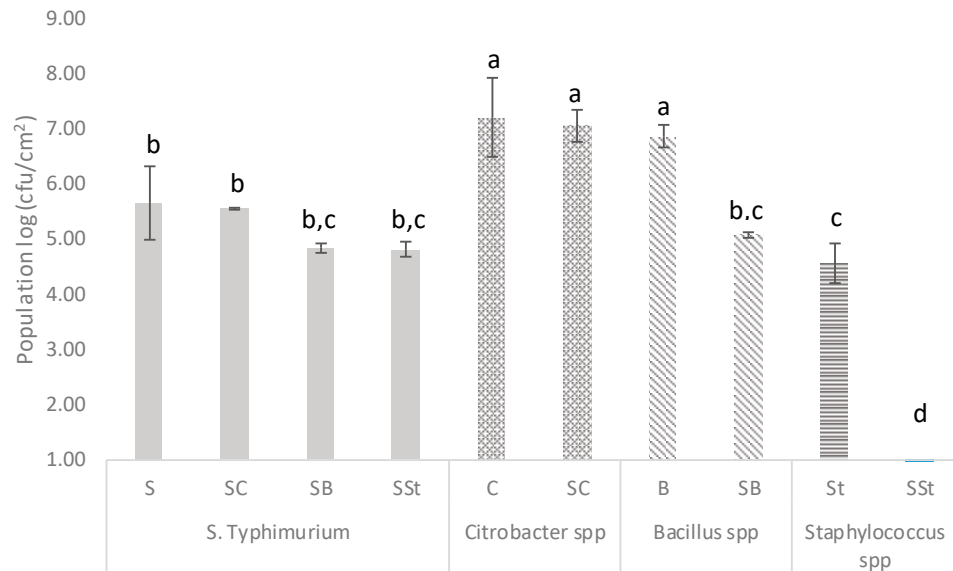 9.00
8.00
7.00
6.00
5.00
4.00
3.00
2.00
1.00
Population log (cfu/cm²)
b
b
b,c
b,c
a
a
a
b,c
c
d
S SC SB SSt C SC B SB St SSt
S. Typhimurium Citrobacter spp Bacillus spp Staphylococcus
spp